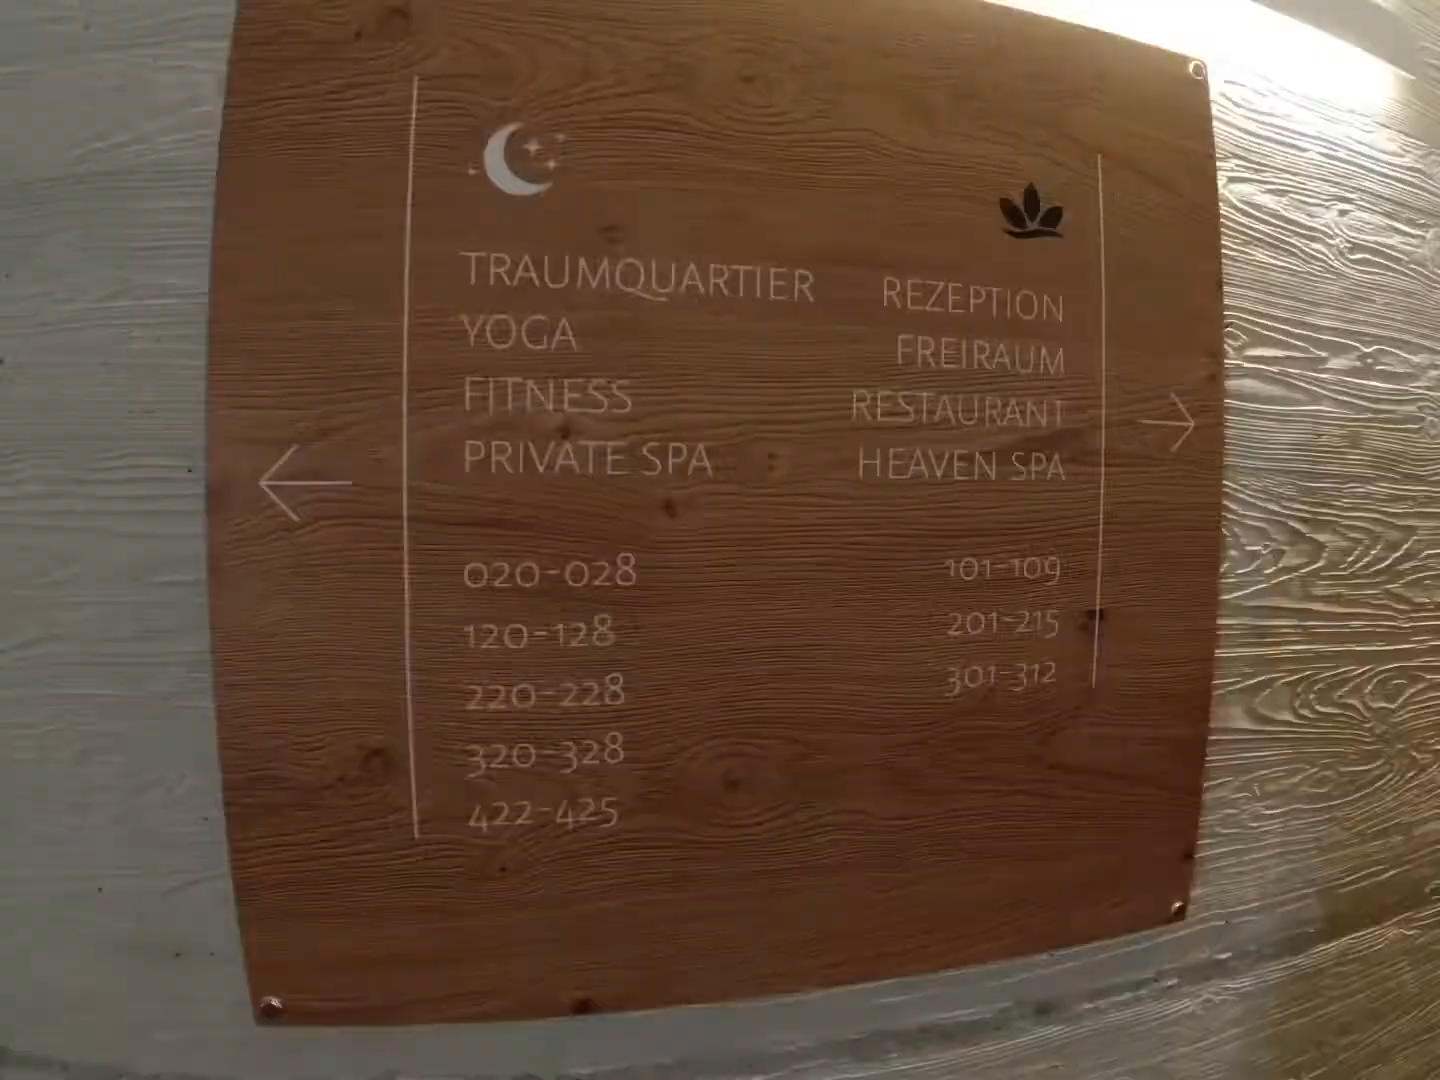 TRAUMQUARTIER
YOGA
FITNESS
PRIVATE SPA
020-028
120-128
220-228
320-328
422-425
REZEPTION
FREIRAUM
RESTAURANT
HEAVEN SPA
101-109
201-215
301-312